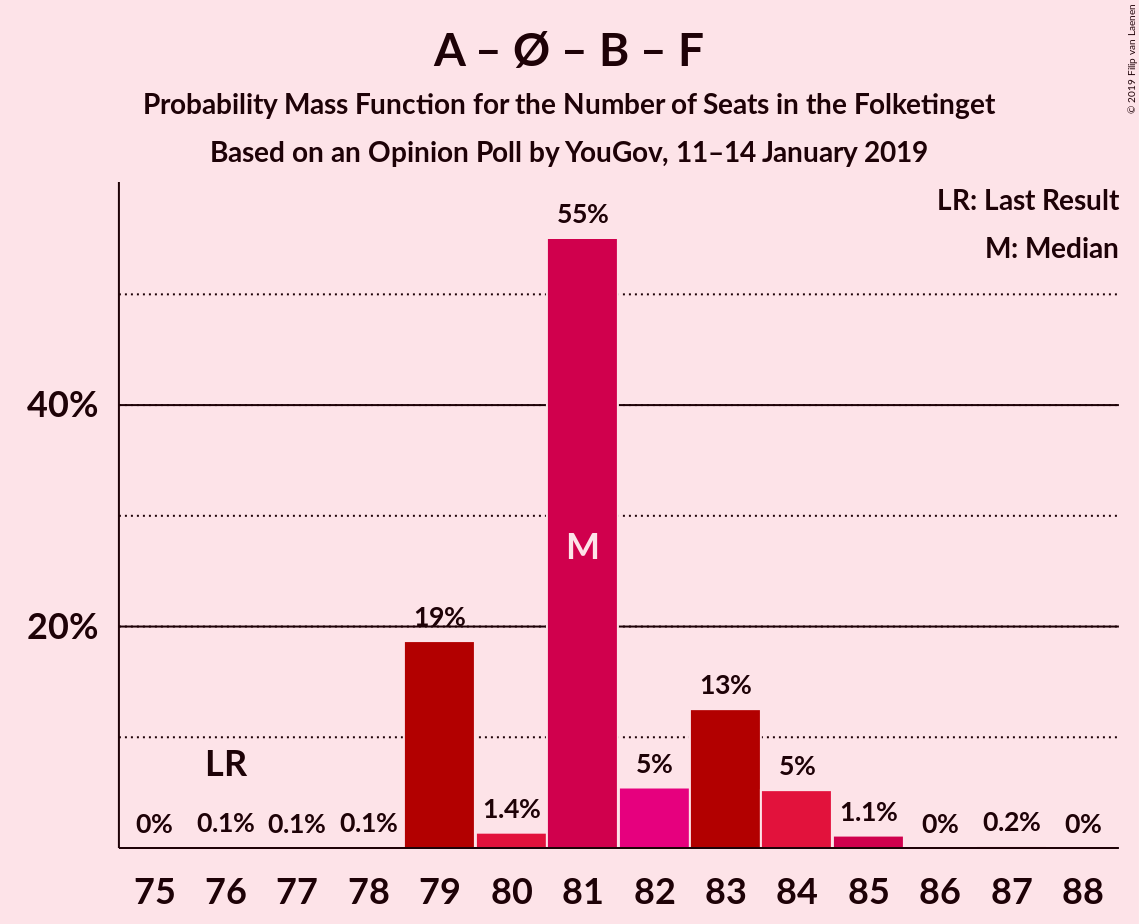 A – Ø – B – F
Probability Mass Function for the Number of Seats in the Folketinget
Based on an Opinion Poll by YouGov, 11–14 January 2019
© 2019 Filip van Laenen
LR: Last Result
M: Median
55%
40%
M
20%
19%
13%
LR
5%
5%
0%
0.1%
0.1%
0.1%
1.4%
1.1%
0%
0.2%
0%
75 76 77 78 79 80 81 82 83 84 85 86 87 88